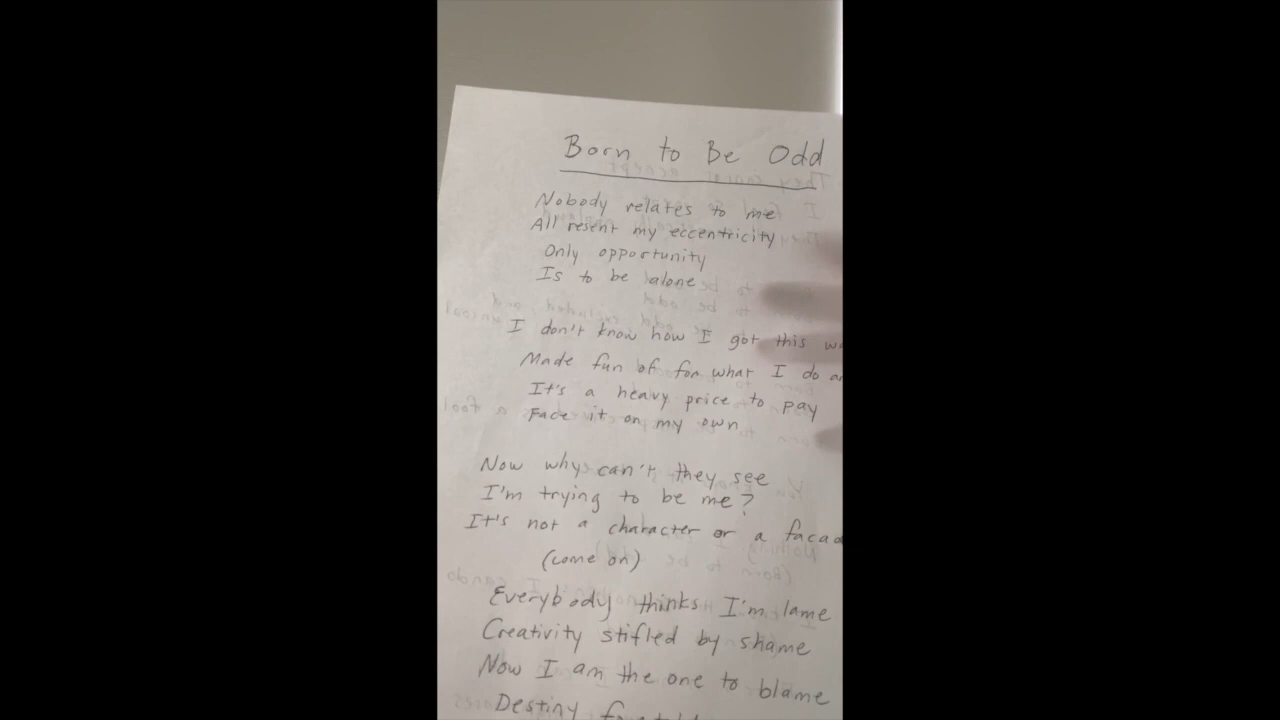 Born to Be Odd
Nobody relates to me
All resent my eccentricity
Only opportunity
Is to be alone
I don't know how I got this
Made fun of for what I do
It's a heavy price to pay
Face it on my own
Now why can't they see
I'm trying to be me?
It's not a character or a
(come on)
Everybody thinks I'm lame
Creativity stifled by shame
Now I am the one to blame
Destiny